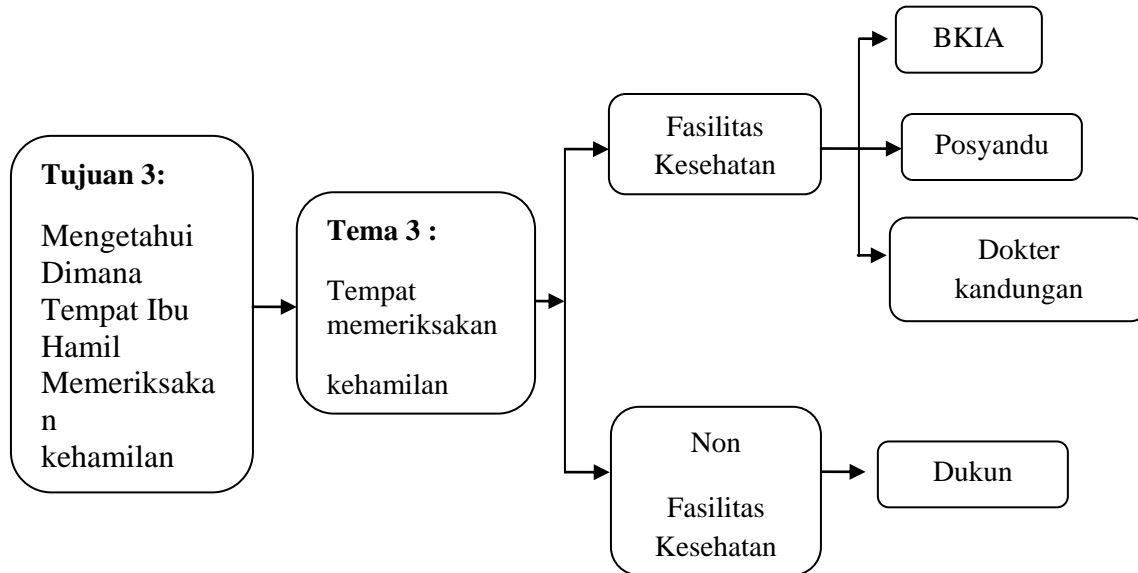 Tujuan 3:
Mengetahui
Dimana
Tempat Ibu
Hamil
Memeriksaka
n
kehamilan
Tema 3 :
Tempat
memeriksakan
kehamilan
Fasilitas
Kesehatan
BKIA
Posyandu
Dokter
kandungan
Non
Fasilitas
Kesehatan
Dukun